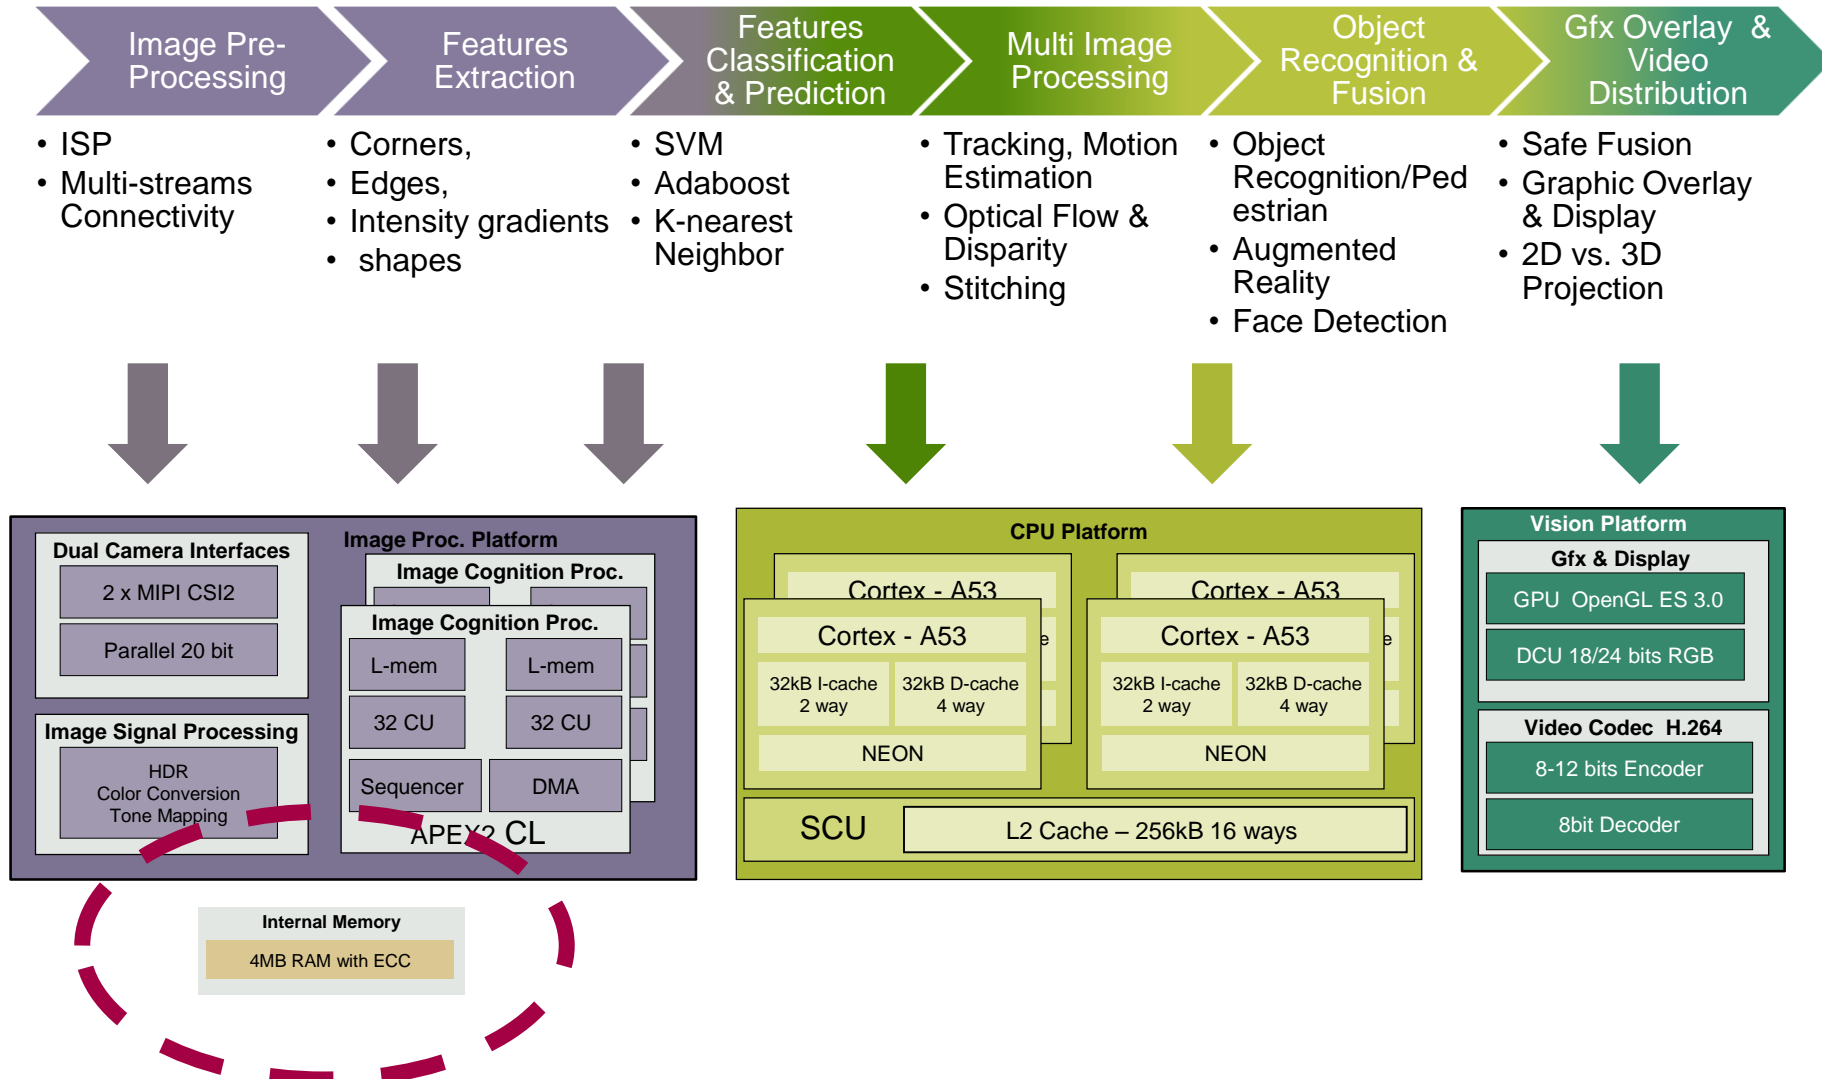 Image Pre-
Processing
Features
Extraction
Features
Classification
& Prediction
Multi Image
Processing
Object
Recognition &
Fusion
Gfx Overlay &
Video
Distribution
• ISP
• Multi-streams
Connectivity
• Corners,
• Edges,
• Intensity gradients
• shapes
• SVM
• Adaboost
• K-nearest
Neighbor
• Tracking, Motion
Estimation
• Optical Flow &
Disparity
• Stitching
• Object
Recognition/Ped
estrian
• Augmented
Reality
• Face Detection
• Safe Fusion
• Graphic Overlay
& Display
• 2D vs. 3D
Projection
Image Proc. Platform
Dual Camera Interfaces
2 x MIPI CSI2
Parallel 20 bit
Image Signal Processing
HDR
Color Conversion
Tone Mapping
Image Cognition Proc.
Image Cognition Proc.
L-mem
L-mem
32 CU
32 CU
Sequencer
DMA
APEX2 CL
Internal Memory
4MB RAM with ECC
CPU Platform
Cortex - A53
Cortex - A53
Cortex - A53
32kB I-cache
2 way
32kB D-cache
4 way
NEON
e
Cortex - A53
32kB I-cache
2 way
32kB D-cache
4 way
NEON
e
SCU
L2 Cache – 256kB 16 ways
Vision Platform
Gfx & Display
GPU OpenGL ES 3.0
DCU 18/24 bits RGB
Video Codec H.264
8-12 bits Encoder
8bit Decoder